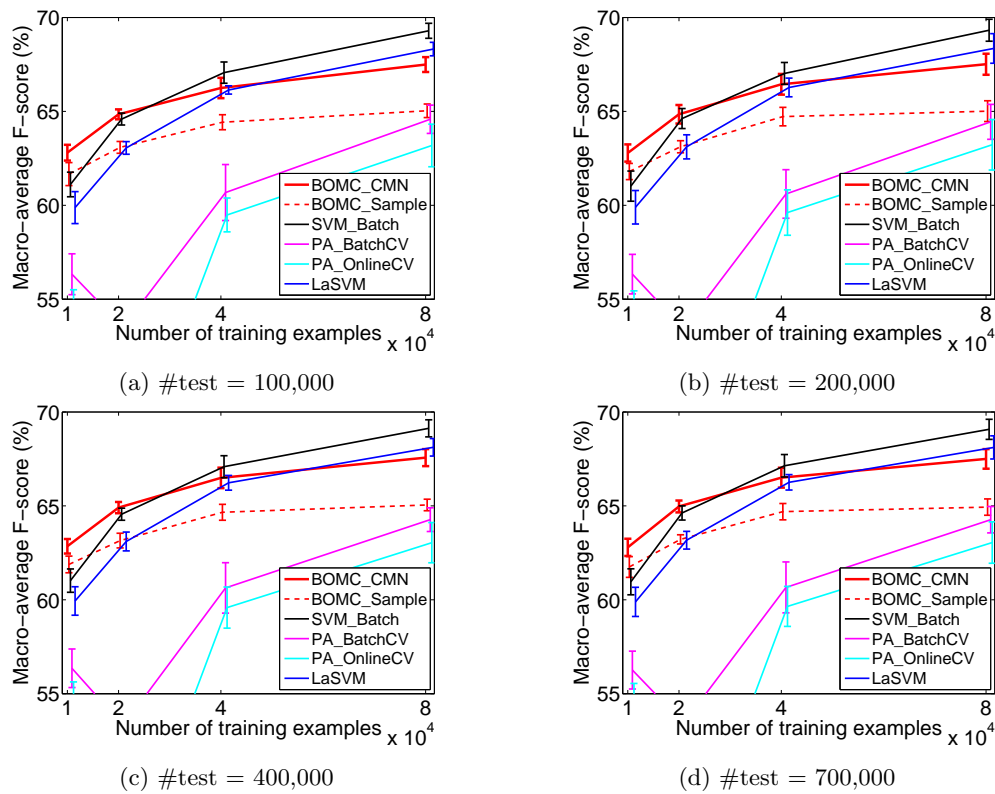 70
65
60
55
Macro−average F−score (%)
BOMC_CMN
BOMC_Sample
SVM_Batch
PA_BatchCV
PA_OnlineCV
LaSVM
1 2 4 8
Number of training examples
x 10^4
(a) #test = 100,000
70
65
60
55
Macro−average F−score (%)
BOMC_CMN
BOMC_Sample
SVM_Batch
PA_BatchCV
PA_OnlineCV
LaSVM
1 2 4 8
Number of training examples
x 10^4
(b) #test = 200,000
70
65
60
55
Macro−average F−score (%)
BOMC_CMN
BOMC_Sample
SVM_Batch
PA_BatchCV
PA_OnlineCV
LaSVM
1 2 4 8
Number of training examples
x 10^4
(c) #test = 400,000
70
65
60
55
Macro−average F−score (%)
BOMC_CMN
BOMC_Sample
SVM_Batch
PA_BatchCV
PA_OnlineCV
LaSVM
1 2 4 8
Number of training examples
x 10^4
(d) #test = 700,000